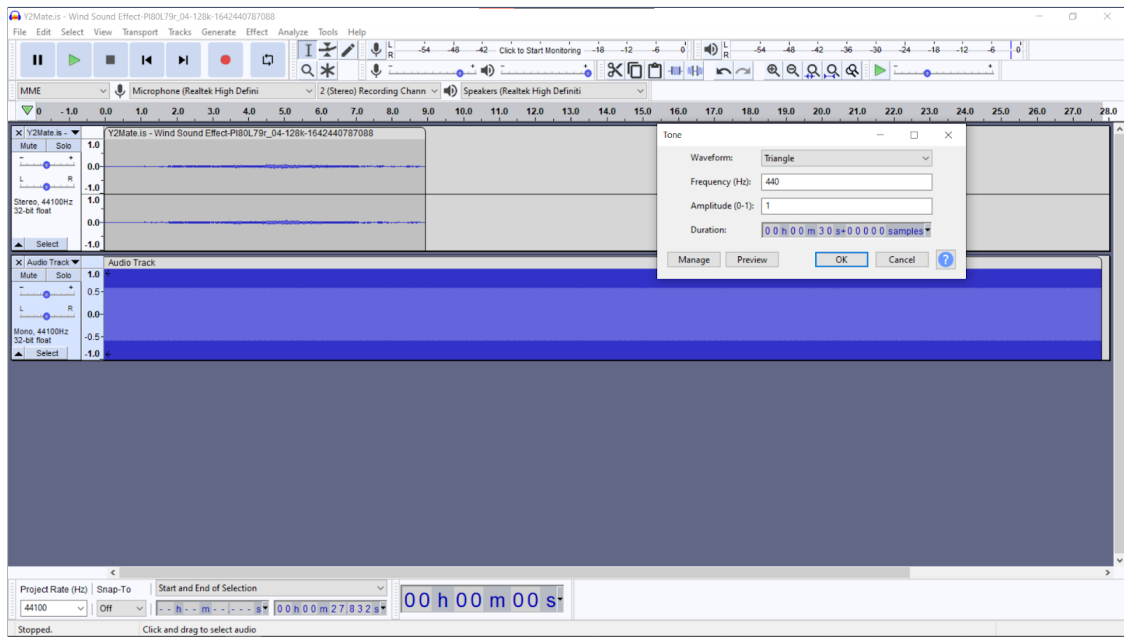 Y2Mate.is - Wind Sound Effect-PI80L79r_04-128k-1642440787088
File Edit Select View Transport Tracks Generate Effect Analyze Tools Help
L R -54 -48 -42 Click to Start Monitoring -18 -12 -6 0 L R -54 -48 -42 -36 -30 -24 -18 -12 -6 0
MME Microphone (Realtek High Defini 2 (Stereo) Recording Chann Speakers (Realtek High Definiti
0 -1.0 0.0 1.0 2.0 3.0 4.0 5.0 6.0 7.0 8.0 9.0 10.0 11.0 12.0 13.0 14.0 15.0 16.0 17.0 18.0 19.0 20.0 21.0 22.0 23.0 24.0 25.0 26.0 27.0 28.0
Y2Mate.is - Y2Mate.is - Wind Sound Effect-PI80L79r_04-128k-1642440787088
Mute Solo 1.0
- + 0.0
L R -1.0
Stereo, 44100Hz 1.0
32-bit float
0.0
Select -1.0
Audio Track Audio Track
Mute Solo 1.0
- + 0.5
L R 0.0
Mono, 44100Hz
32-bit float -0.5
Select -1.0
Tone
Waveform: Triangle
Frequency (Hz): 440
Amplitude (0-1): 1
Duration: 00 h 00 m 30 s+00000 samples
Manage Preview OK Cancel ?
Project Rate (Hz) Snap-To Start and End of Selection
44100 Off - - h - - m - - . - - - s 00 h 00 m 27.832 s 00 h 00 m 00 s
Stopped. Click and drag to select audio